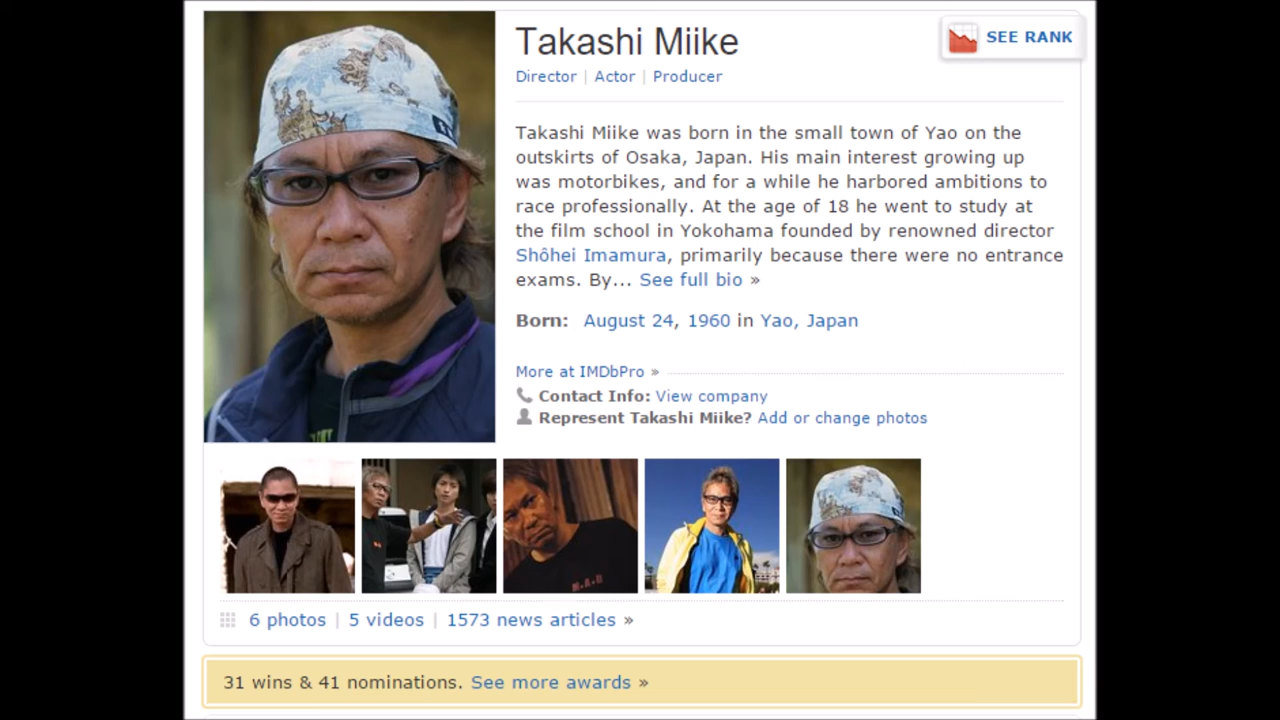 Takashi Miike
SEE RANK
Director | Actor | Producer
Takashi Miike was born in the small town of Yao on the
outskirts of Osaka, Japan. His main interest growing up
was motorbikes, and for a while he harbored ambitions to
race professionally. At the age of 18 he went to study at
the film school in Yokohama founded by renowned director
Shôhei Imamura, primarily because there were no entrance
exams. By... See full bio »
Born: August 24, 1960 in Yao, Japan
More at IMDbPro »
Contact Info: View company
Represent Takashi Miike? Add or change photos
M.A.B
6 photos | 5 videos | 1573 news articles »
31 wins & 41 nominations. See more awards »